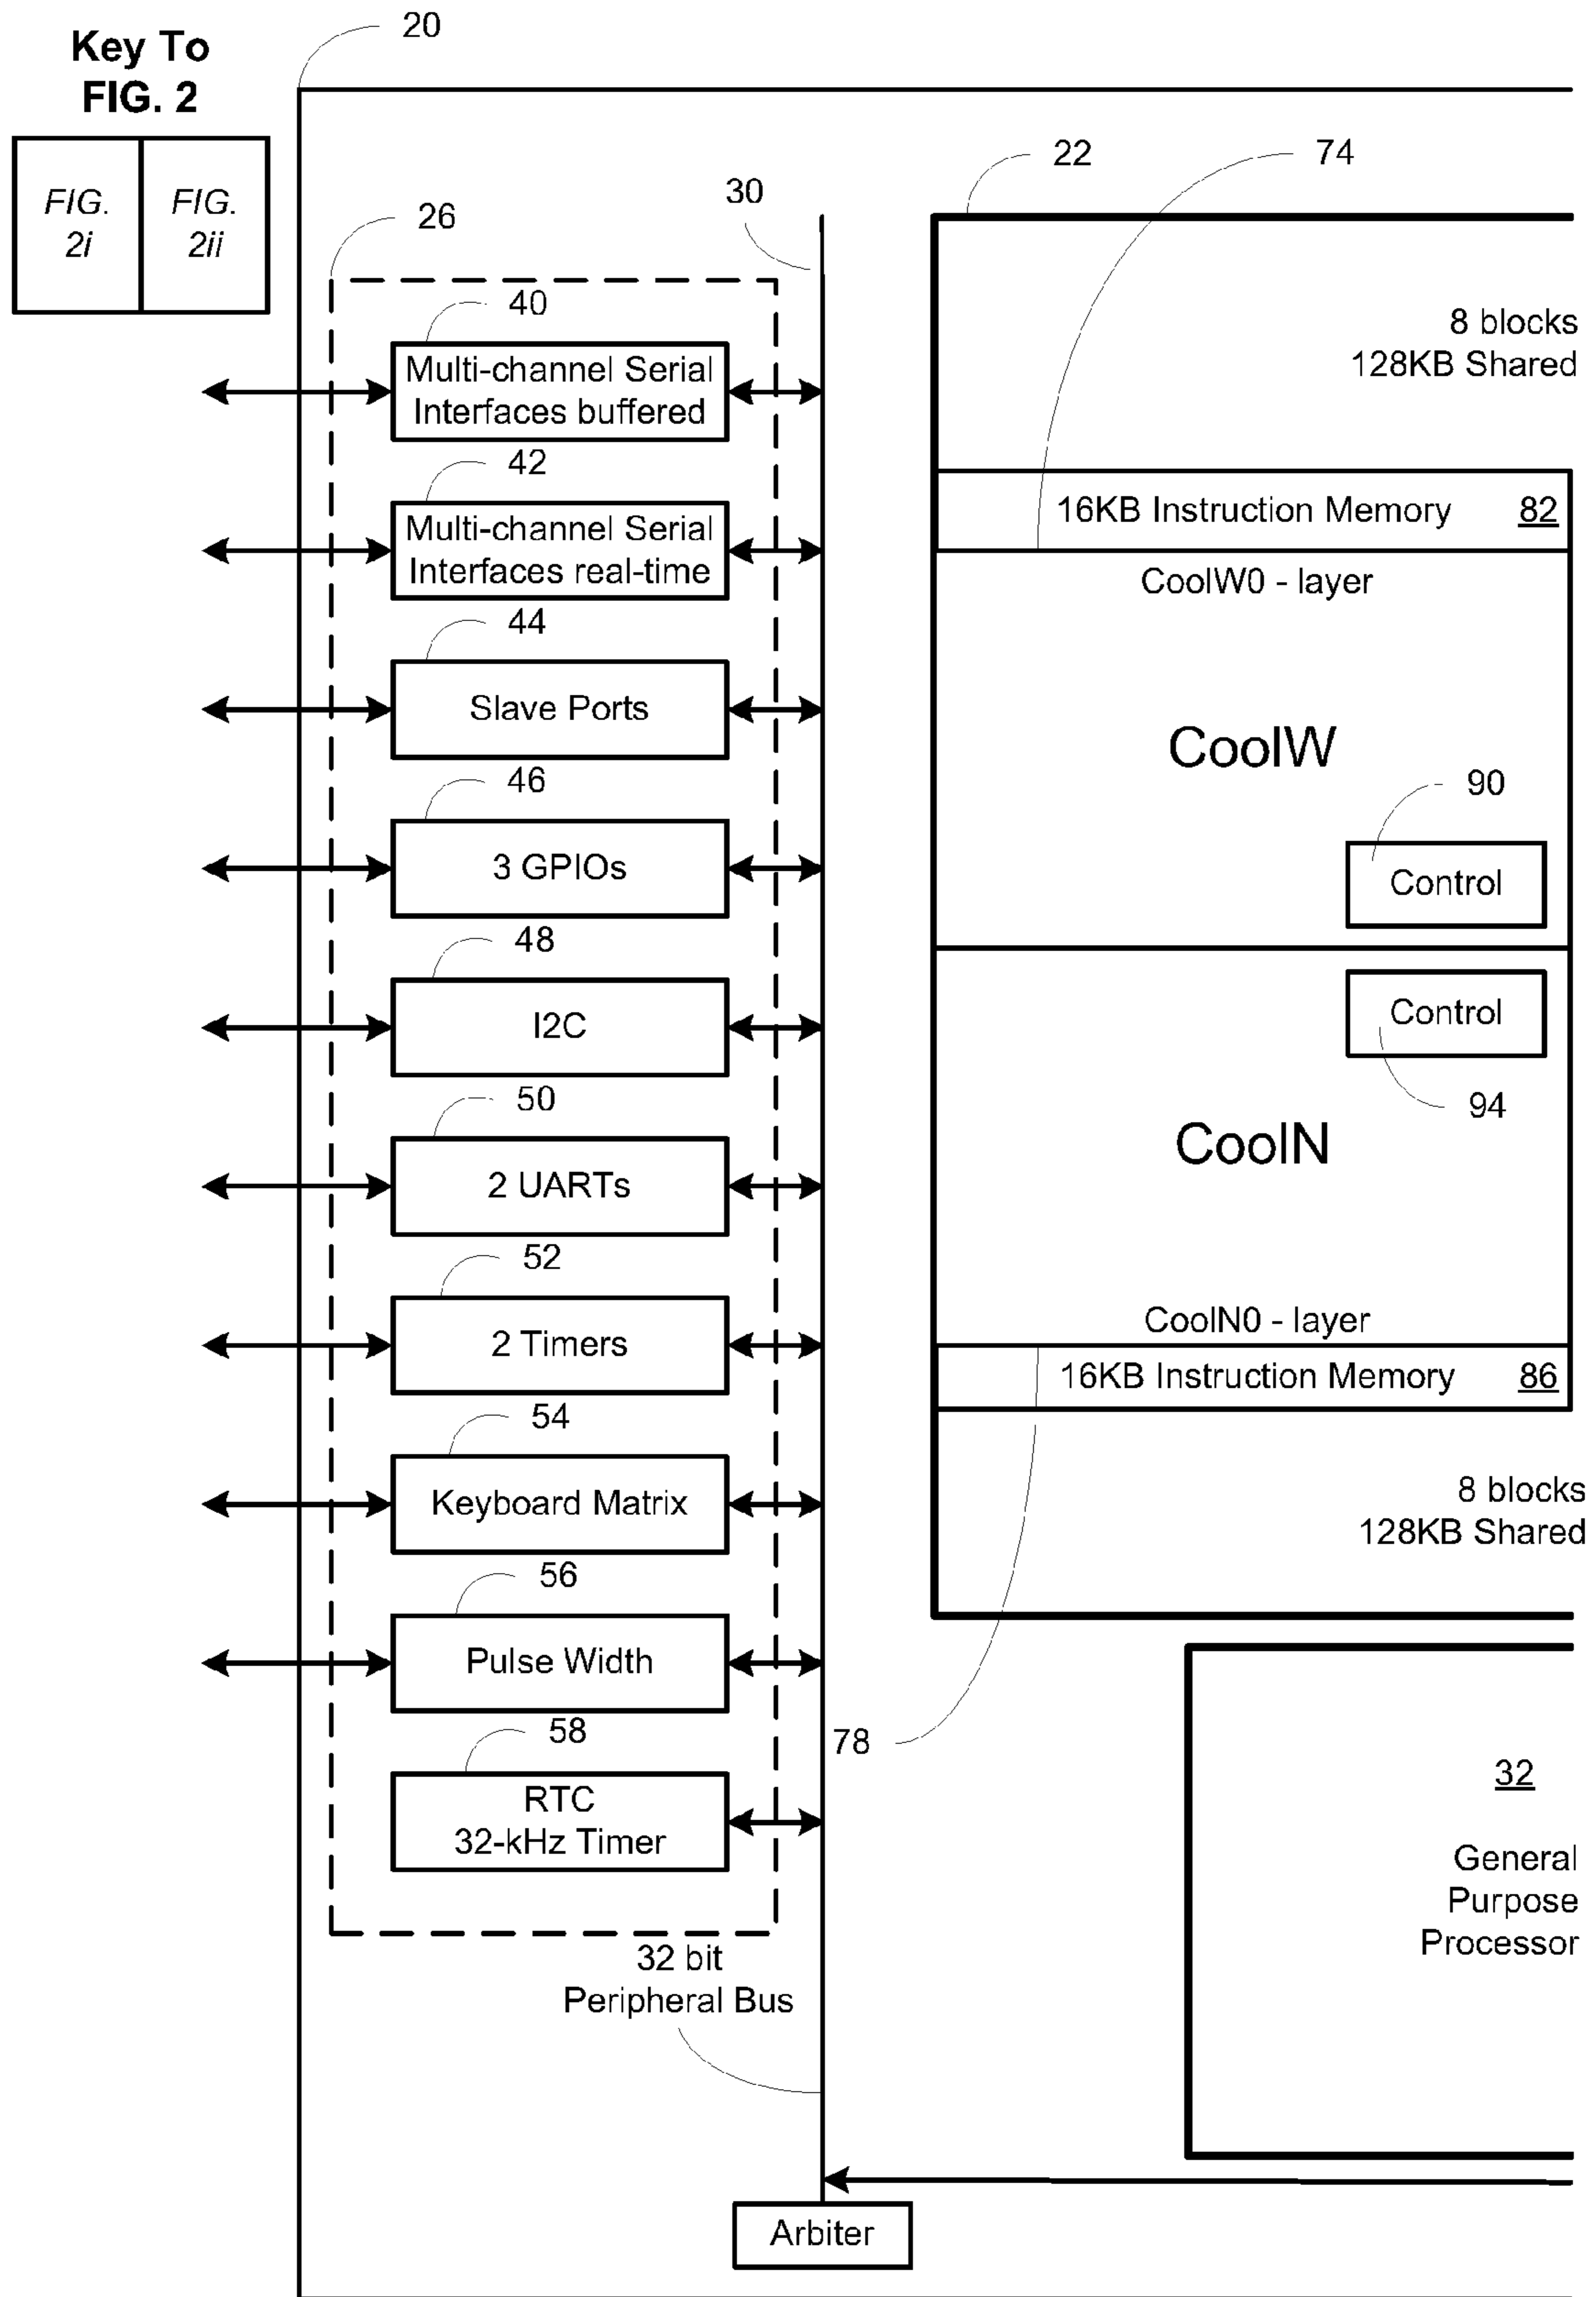 Key To
FIG. 2
FIG.
2i
FIG.
2ii
20
22
74
30
26
8 blocks
128KB Shared
40
Multi-channel Serial
Interfaces buffered
42
Multi-channel Serial
Interfaces real-time
44
Slave Ports
46
3 GPIOs
48
I2C
50
2 UARTs
52
2 Timers
54
Keyboard Matrix
56
Pulse Width
58
RTC
32-kHz Timer
32 bit
Peripheral Bus
Arbiter
16KB Instruction Memory 82
CoolW0 - layer
CoolW
90
Control
Control
94
CoolN
CoolN0 - layer
16KB Instruction Memory 86
8 blocks
128KB Shared
78
32
General
Purpose
Processor